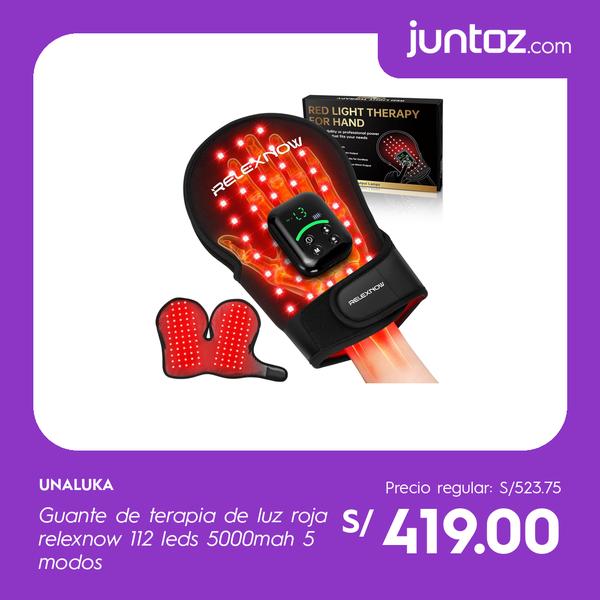 juntoz.com
RED LIGHT THERAPY
FOR HAND
RELEXNOW
M
RELEXNOW
UNALUKA
Precio regular: S/523.75
Guante de terapia de luz roja
relexnow 112 leds 5000mah 5
modos
S/ 419.00